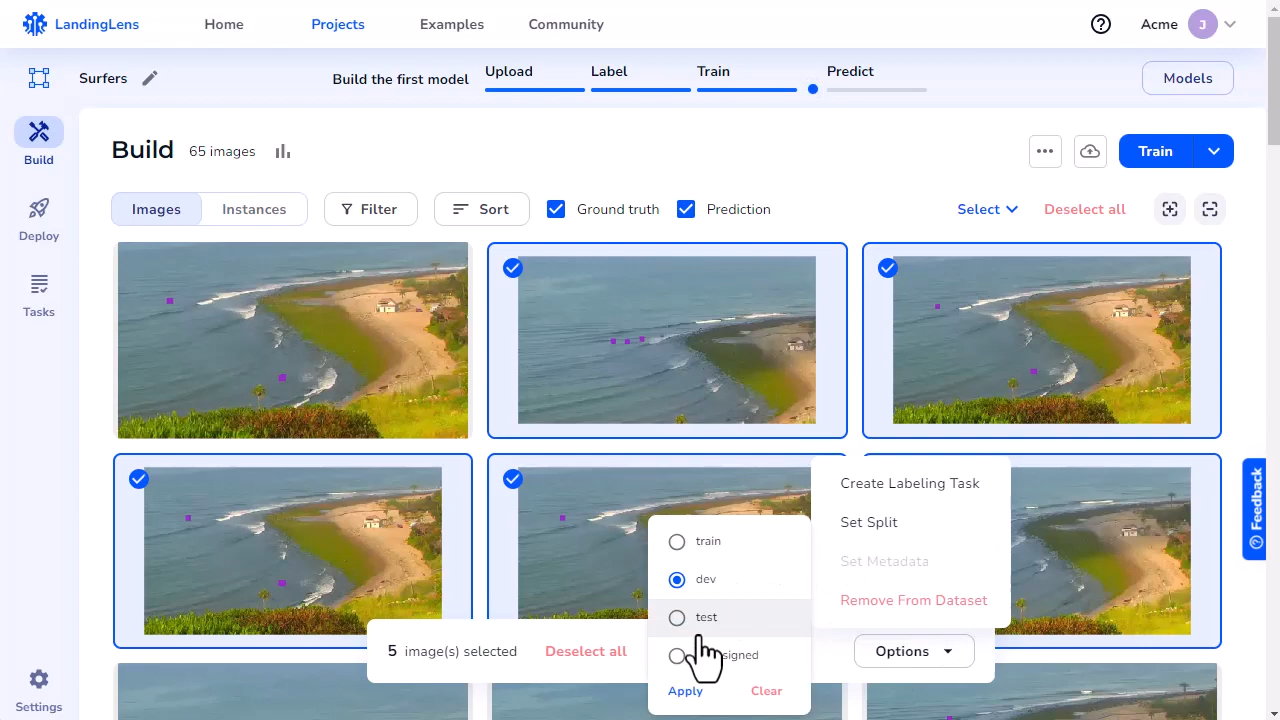 LandingLens
Home
Projects
Examples
Community
Acme
J
Surfers
Build the first model
Upload
Label
Train
Predict
Models
Build
Deploy
Tasks
Settings
Build
65 images
Train
Images
Instances
Filter
Sort
Ground truth
Prediction
Select
Deselect all
Feedback
Create Labeling Task
Set Split
Set Metadata
Remove From Dataset
train
dev
test
Apply
Clear
5 image(s) selected
Deselect all
Options